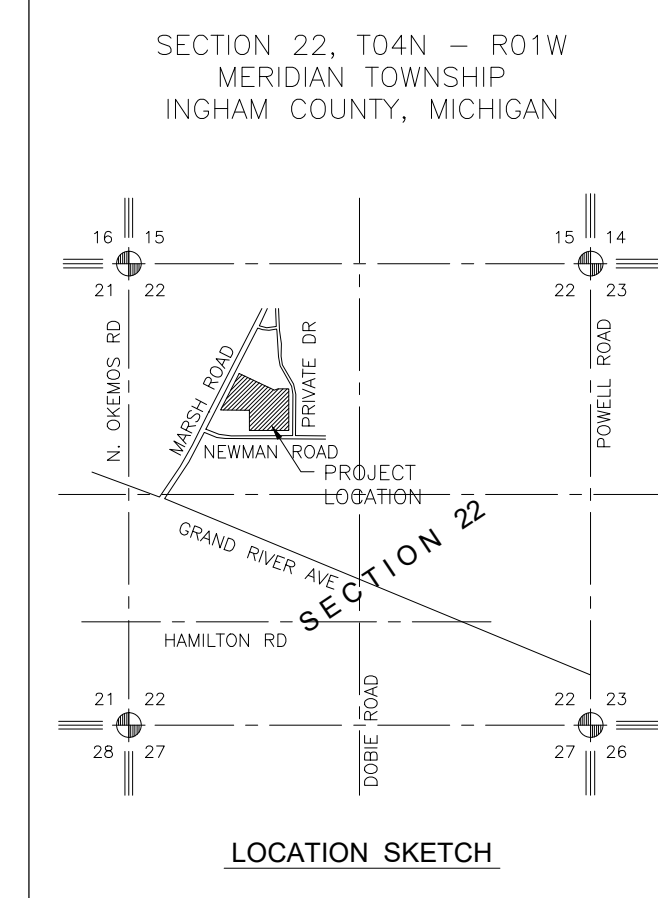 SECTION 22, T04N – R01W
MERIDIAN TOWNSHIP
INGHAM COUNTY, MICHIGAN
16 15
21 22
15 14
22 23
N. OKEMOS RD
MARSH ROAD
PRIVATE DR
POWELL ROAD
NEWMAN ROAD
PROJECT
LOCATION
GRAND RIVER AVE
SECTION 22
HAMILTON RD
DOBIE ROAD
21 22
28 27
22 23
27 26
LOCATION SKETCH